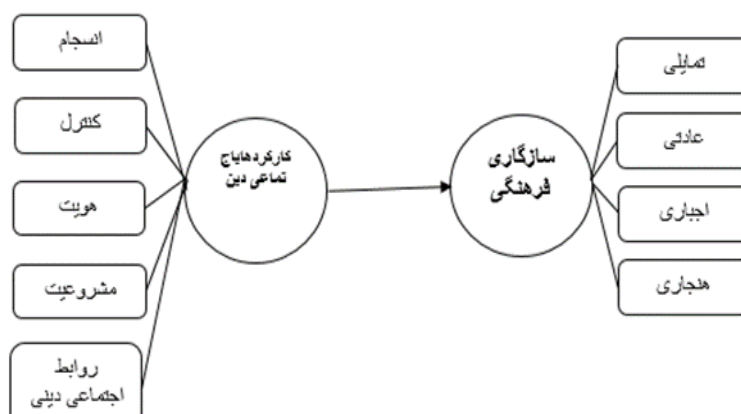 انسجام
کنترل
هویت
مشروعیت
روابط
اجتماعی دینی
کارکردهایاج
تماعی دین
سازگاری
فرهنگی
تمایلی
عادتی
اجباری
هنجاری